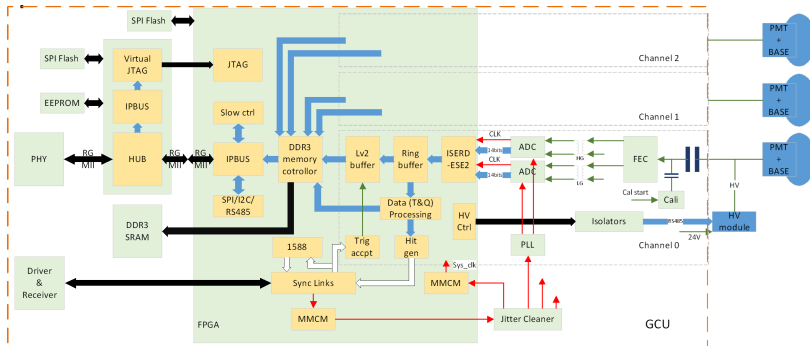 SPI Flash
SPI Flash
EEPROM
PHY
RG
MII
Virtual
JTAG
IPBUS
HUB
RG
MII
RG
MII
JTAG
Slow ctrl
IPBUS
SPI/I2C/
RS485
DDR3
memory
cotrollor
Lv2
buffer
Ring
buffer
ISERD
-ESE2
CLK
14bits
CLK
14bits
ADC
ADC
HG
LG
FEC
Cal start
Cali
HV
PMT
+
BASE
PMT
+
BASE
PMT
+
BASE
Channel 2
Channel 1
Channel 0
Data (T&Q)
Processing
HV
Ctrl
Isolators
RS485
HV
module
24V
DDR3
SRAM
1588
Trig
accpt
Hit
gen
PLL
Driver
&
Receiver
Sync Links
Sys_clk
MMCM
MMCM
Jitter Cleaner
FPGA
GCU